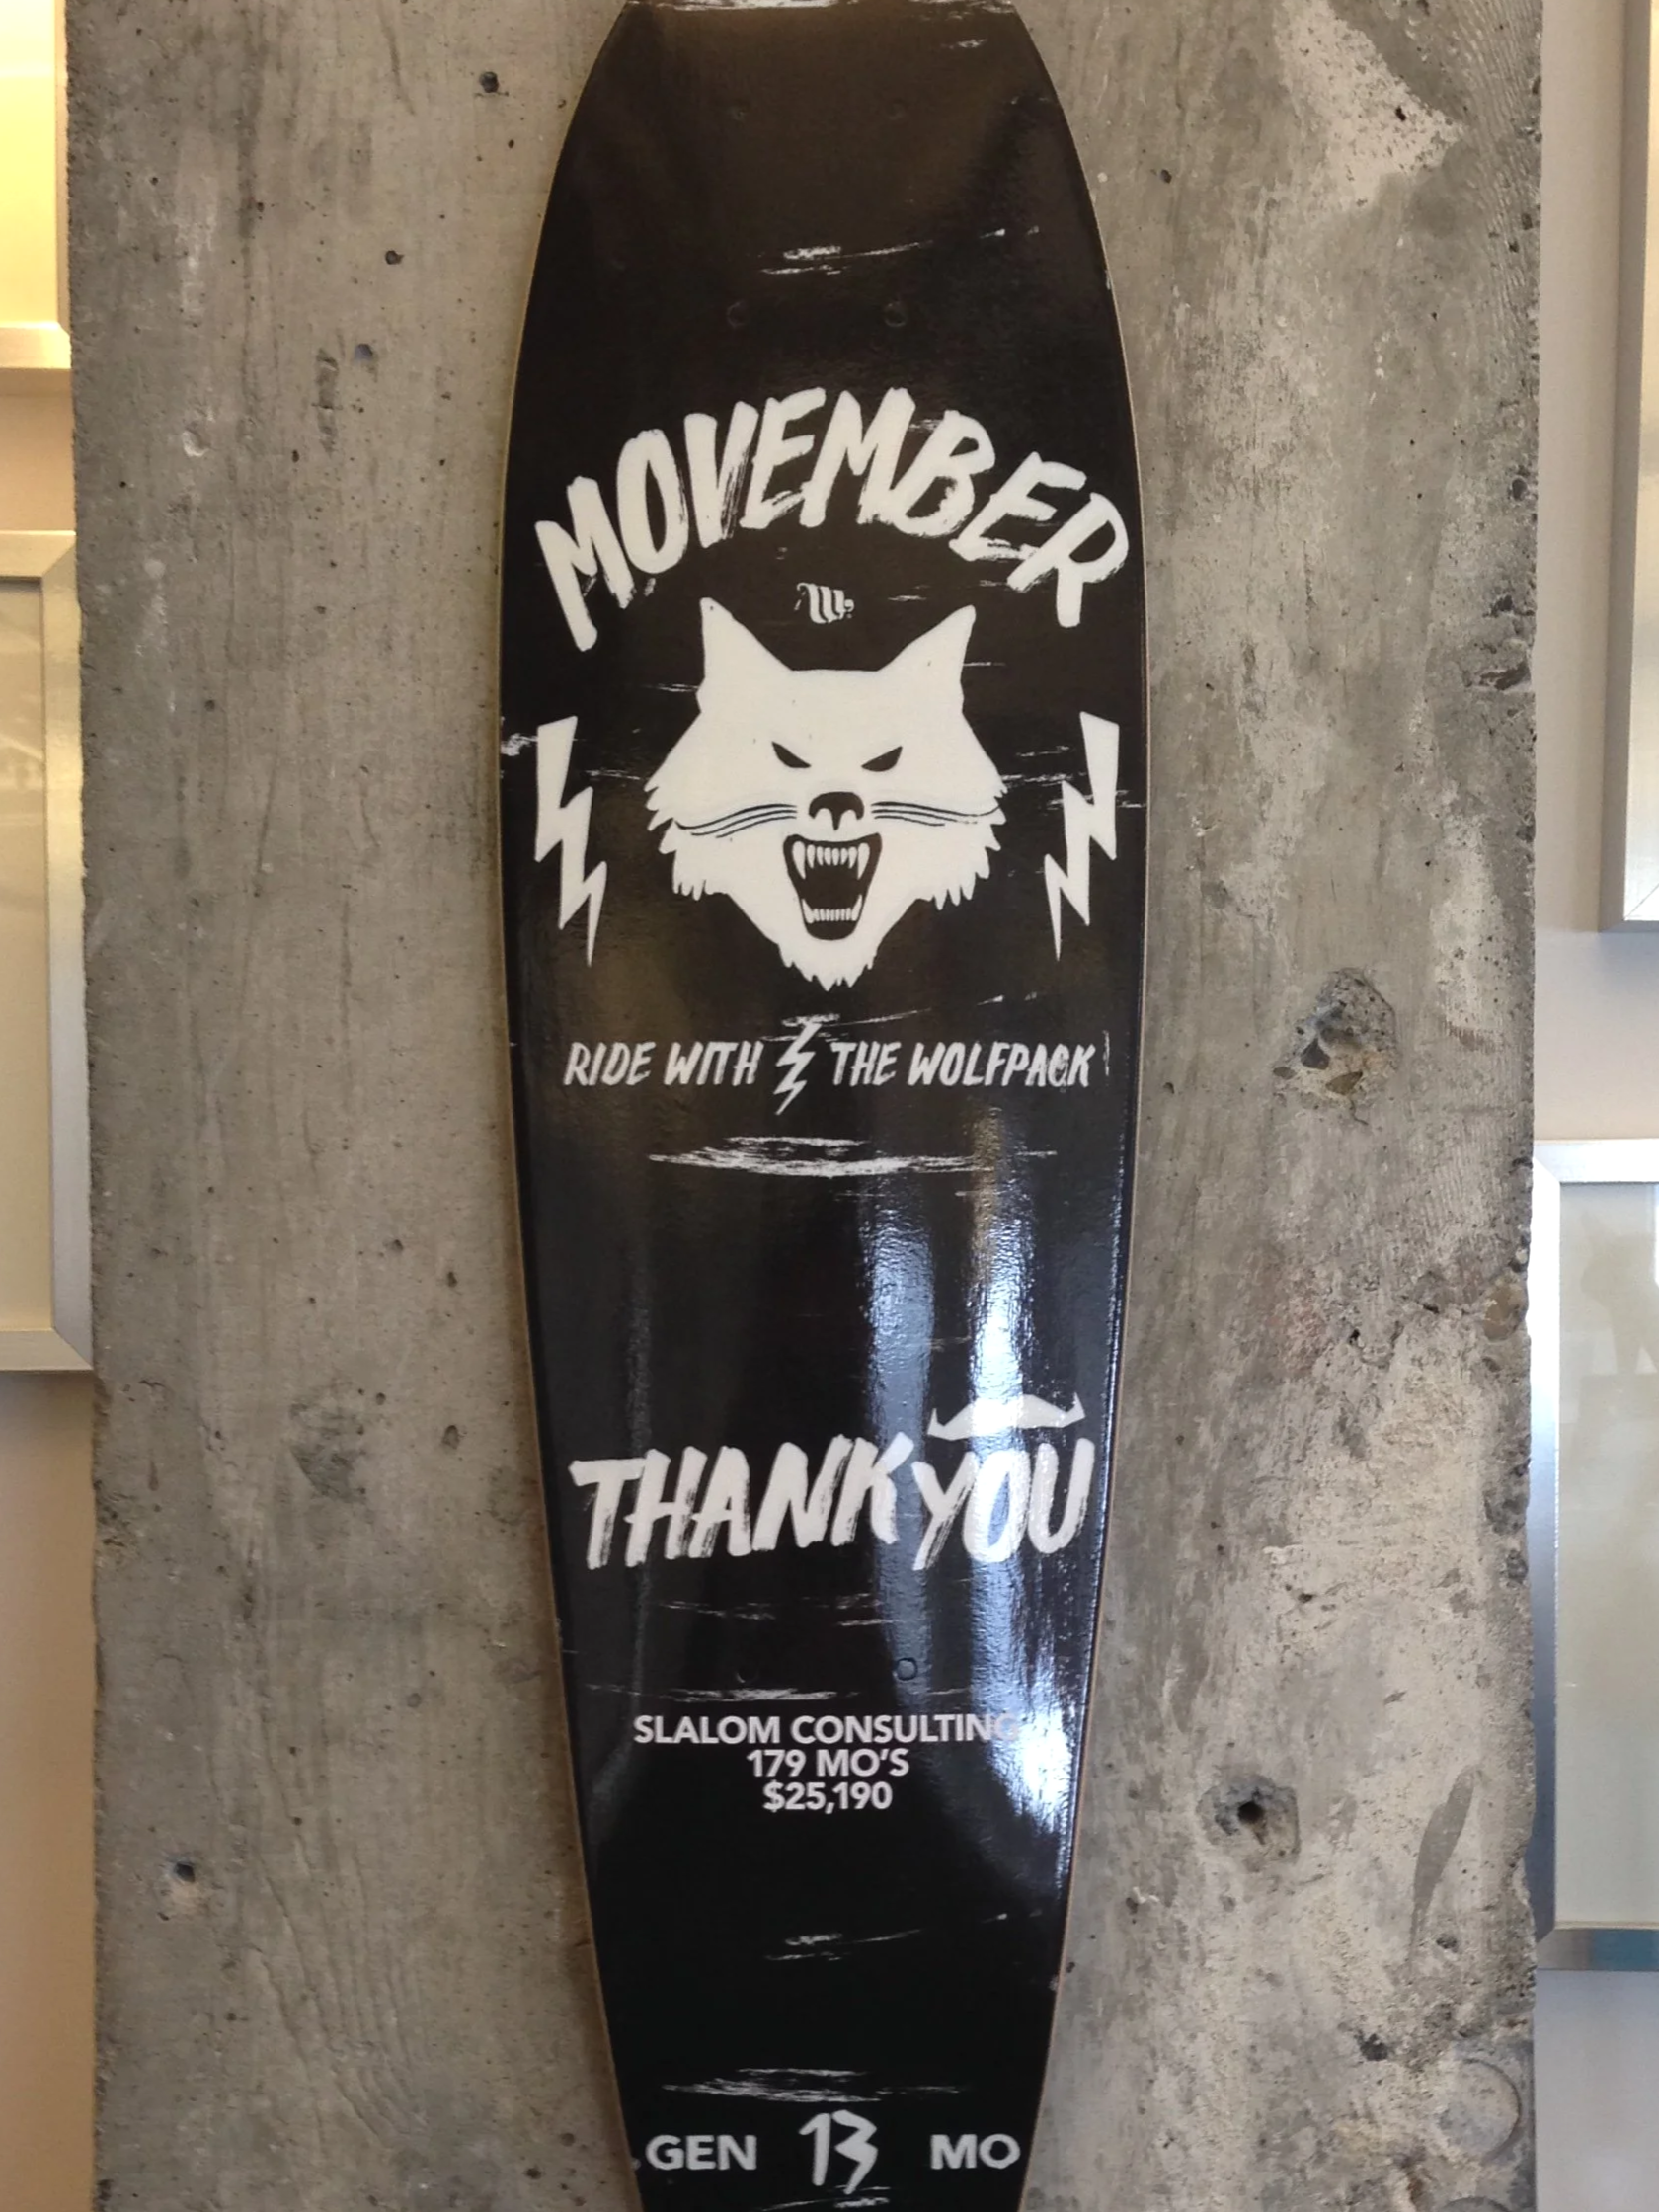 MOVEMBER
RIDE WITH THE WOLFPACK
THANK YOU
SLALOM CONSULTING
179 MO'S
$25,190
GEN 13 MO